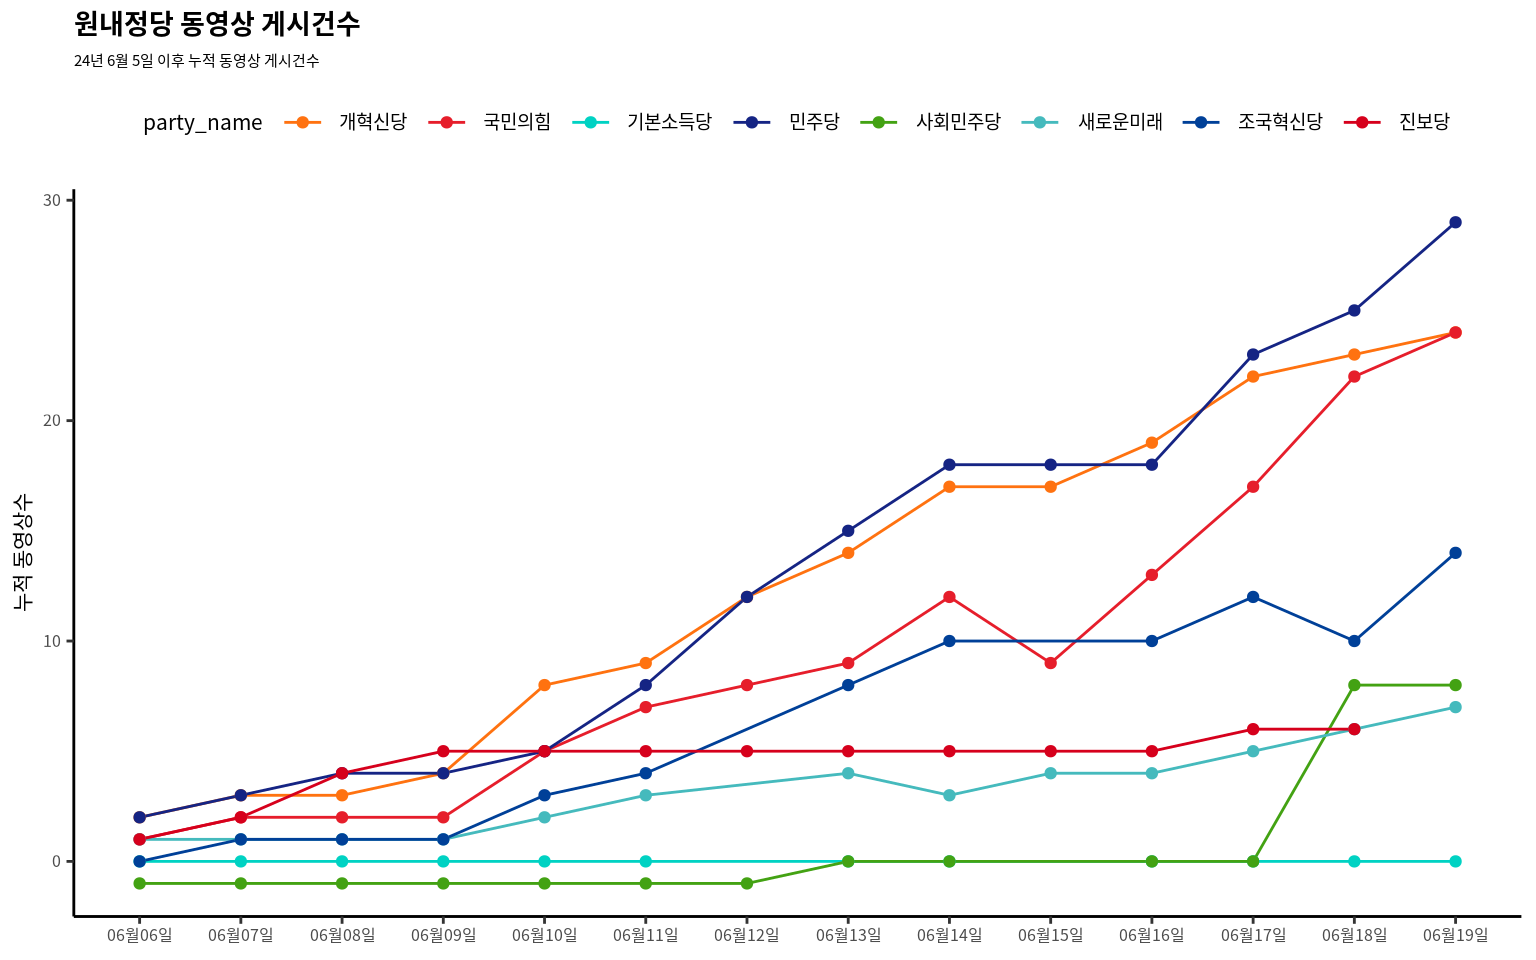 원내정당 동영상 게시건수
24년 6월 5일 이후 누적 동영상 게시건수
party_name 개혁신당 국민의힘 기본소득당 민주당 사회민주당 새로운미래 조국혁신당 진보당
누적 동영상수
30
20
10
0
06월06일 06월07일 06월08일 06월09일 06월10일 06월11일 06월12일 06월13일 06월14일 06월15일 06월16일 06월17일 06월18일 06월19일